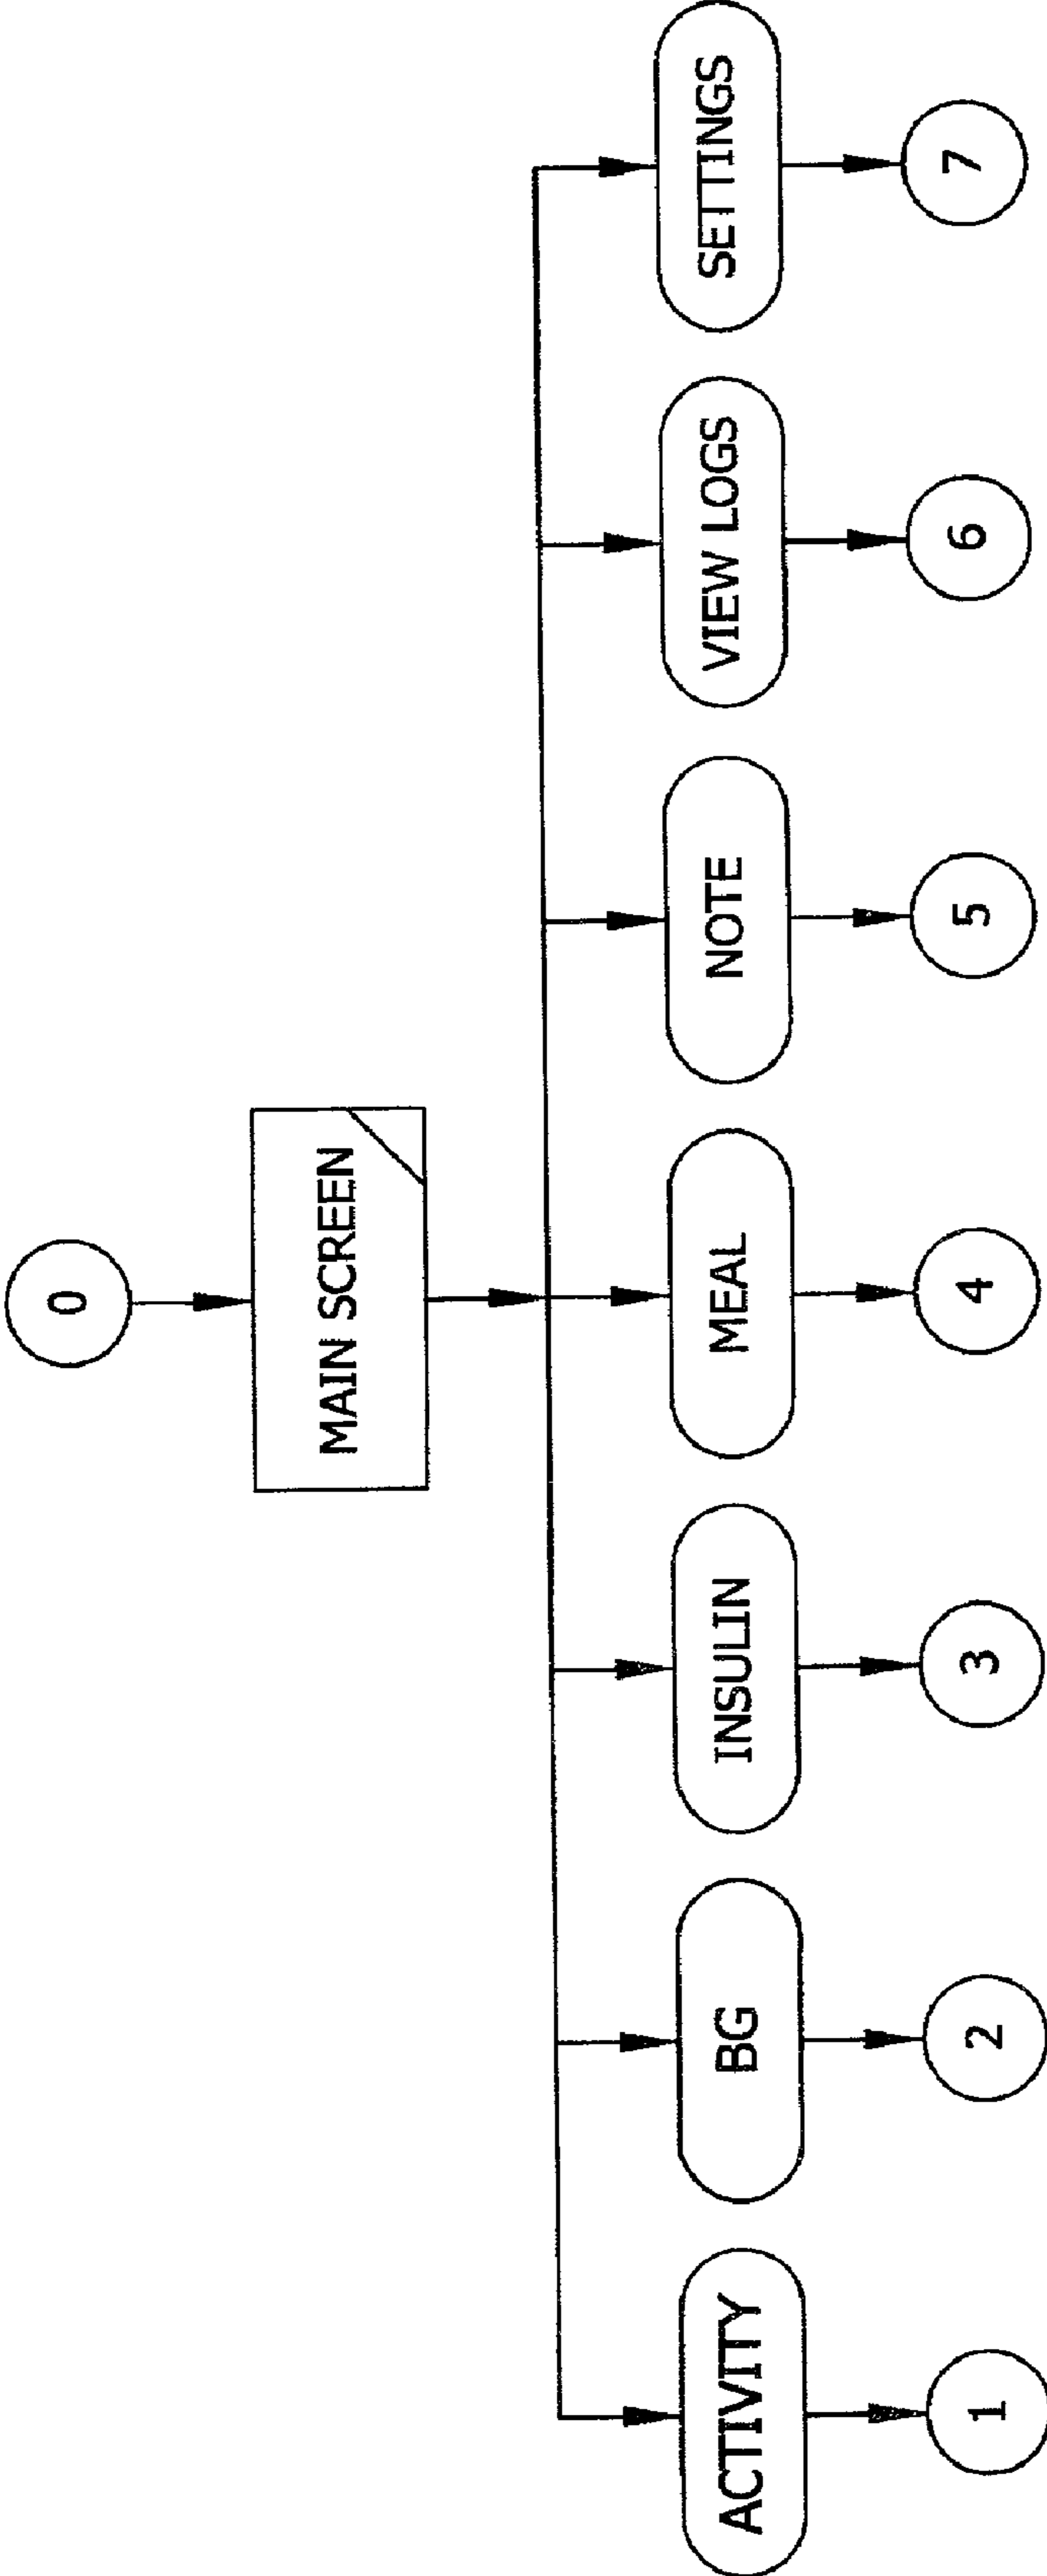 0
MAIN SCREEN
ACTIVITY
BG
INSULIN
MEAL
NOTE
VIEW LOGS
SETTINGS
1
2
3
4
5
6
7